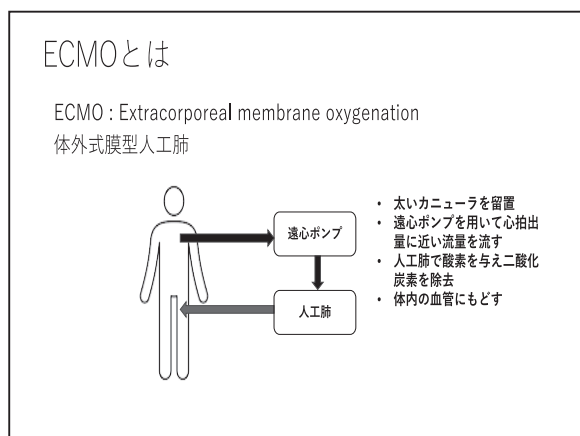 ECMOとは
ECMO : Extracorporeal membrane oxygenation
体外式膜型人工肺
遠心ポンプ
人工肺
• 太いカニューラを留置
• 遠心ポンプを用いて心拍出
量に近い流量を流す
• 人工肺で酸素を与え二酸化
炭素を除去
• 体内の血管にもどす